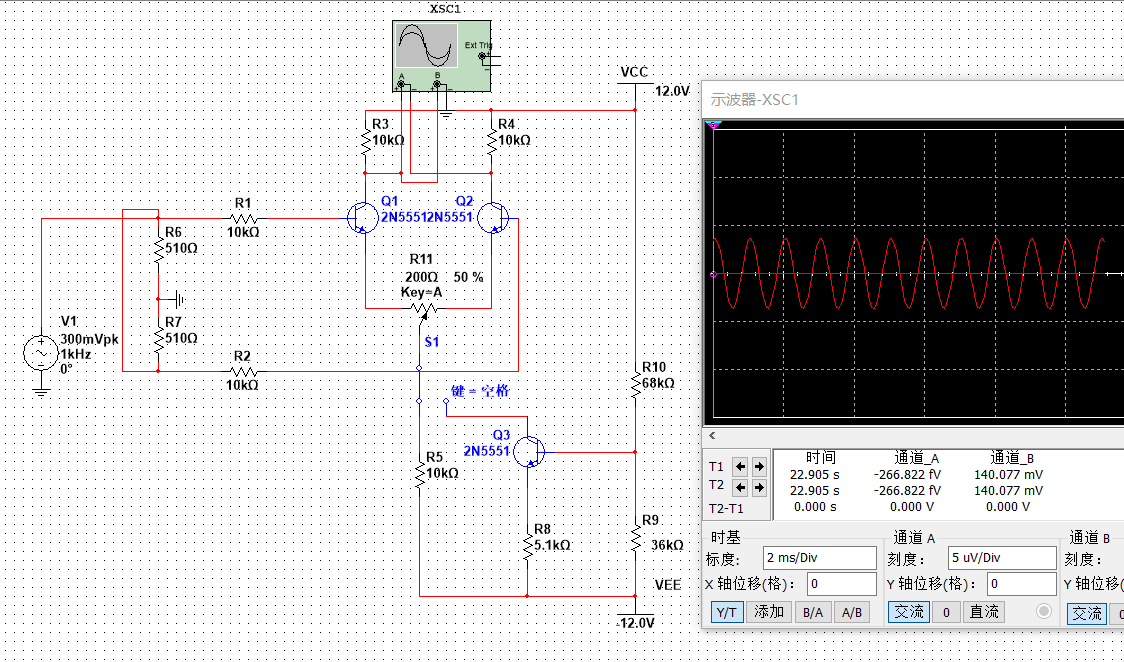 XSC1
Ext Trig
A
B
VCC
12.0V
R3
10kΩ
R4
10kΩ
Q1
2N5551
Q2
2N5551
R1
10kΩ
R6
510Ω
R7
510Ω
R2
10kΩ
V1
300mVpk
1kHz
0°
R11
200Ω 50 %
Key=A
S1
键 = 空格
Q3
2N5551
R5
10kΩ
R8
5.1kΩ
R10
68kΩ
R9
36kΩ
VEE
-12.0V
示波器-XSC1
时间 通道_A 通道_B
T1 22.905 s -266.822 fV 140.077 mV
T2 22.905 s -266.822 fV 140.077 mV
T2-T1 0.000 s 0.000 V 0.000 V
时基
标度: 2 ms/Div
X 轴位移(格): 0
Y/T 添加 B/A A/B
通道 A
刻度: 5 uV/Div
Y 轴位移(格): 0
交流 0 直流
通道 B
刻度:
Y 轴位移(
交流